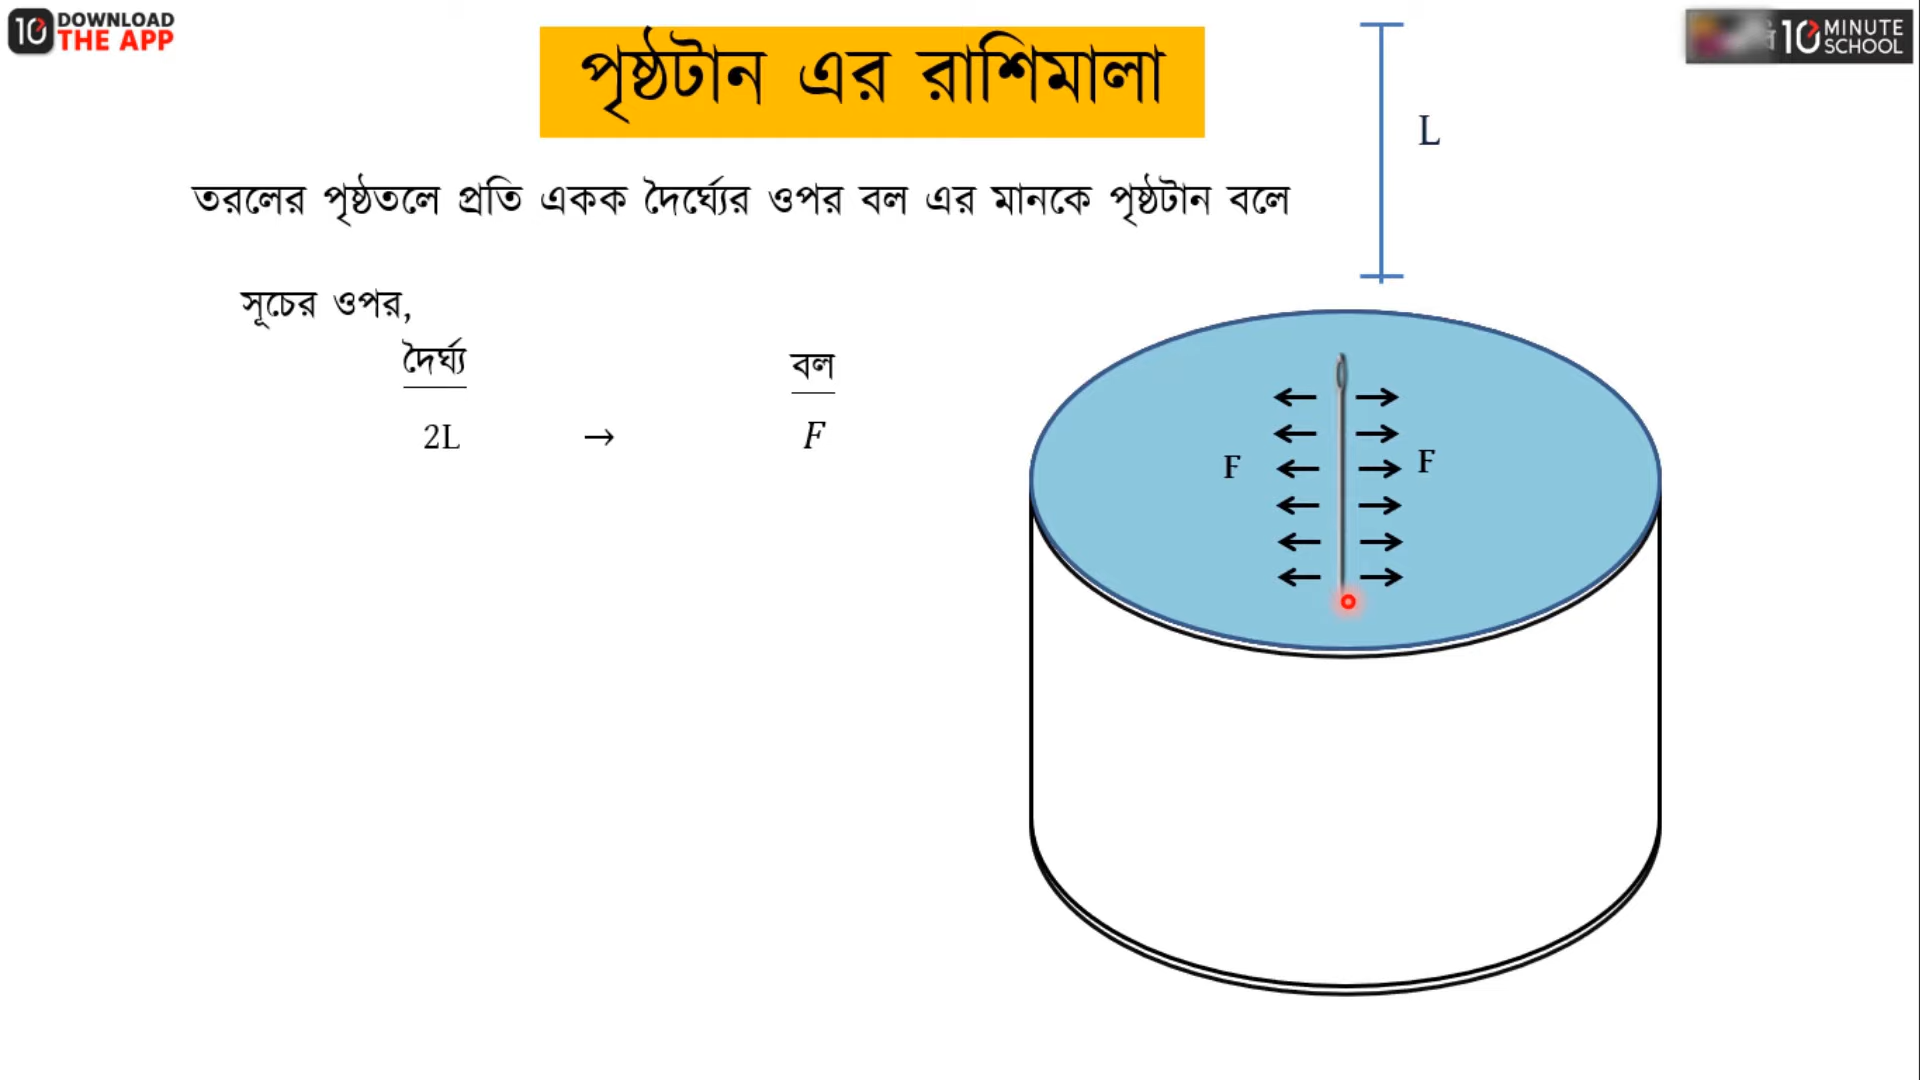 10 DOWNLOAD THE APP
10 MINUTE SCHOOL
পৃষ্ঠটান এর রাশিমালা
L
তরলের পৃষ্ঠতলে প্রতি একক দৈর্ঘ্যের ওপর বল এর মানকে পৃষ্ঠটান বলে
সূচের ওপর,
দৈর্ঘ্য বল
2L → F
F F